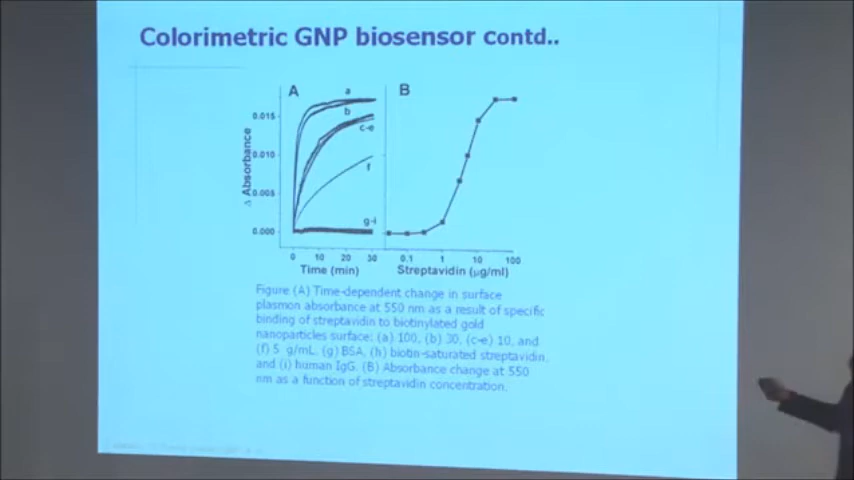 Colorimetric GNP biosensor contd..
A
B
a
b
c-e
f
g-i
Δ Absorbance
0.015
0.010
0.005
0.000
0 10 20 30
Time (min)
0.1 1 10 100
Streptavidin (μg/ml)
Figure (A) Time-dependent change in surface
plasmon absorbance at 550 nm as a result of specific
binding of streptavidin to biotinylated gold
nanoparticles surface: (a) 100, (b) 30, (c-e) 10, and
(f) 5 g/mL. (g) BSA, (h) biotin-saturated streptavidin,
and (i) human IgG. (B) Absorbance change at 550
nm as a function of streptavidin concentration.